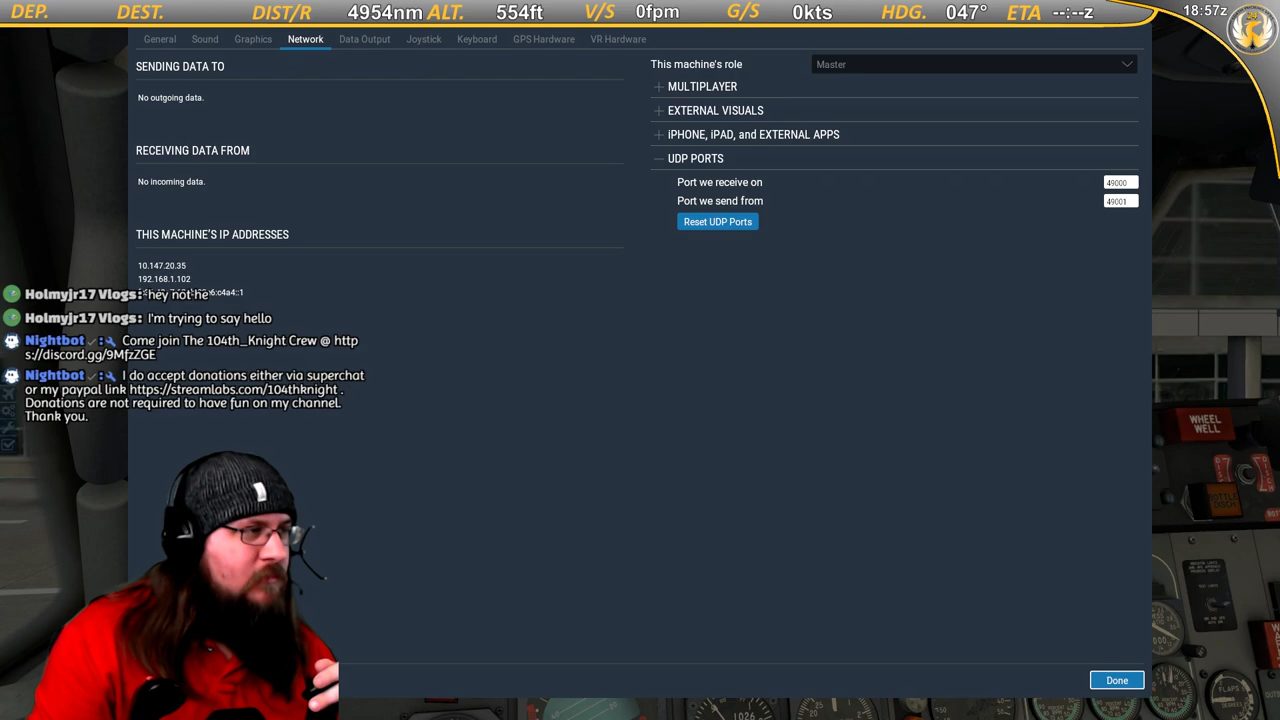 DEP. DEST. DIST/R 4954nm ALT. 554ft V/S 0fpm G/S 0kts HDG. 047° ETA --:--z 18:57z
General Sound Graphics Network Data Output Joystick Keyboard GPS Hardware VR Hardware
SENDING DATA TO
No outgoing data.
RECEIVING DATA FROM
No incoming data.
THIS MACHINE'S IP ADDRESSES
10.147.20.35
192.168.1.102
Holmyjr17 Vlogs: hey not he
Holmyjr17 Vlogs: I'm trying to say hello
Nightbot: Come join The 104th_Knight Crew @ http
s://discord.gg/9MfzZGE
Nightbot: I do accept donations either via superchat
or my paypal link https://streamlabs.com/104thknight .
Donations are not required to have fun on my channel.
Thank you.
This machine's role Master
MULTIPLAYER
EXTERNAL VISUALS
iPHONE, iPAD, and EXTERNAL APPS
UDP PORTS
Port we receive on 49000
Port we send from 49001
Reset UDP Ports
Done
WHEEL
WELL
FLAPS
1026